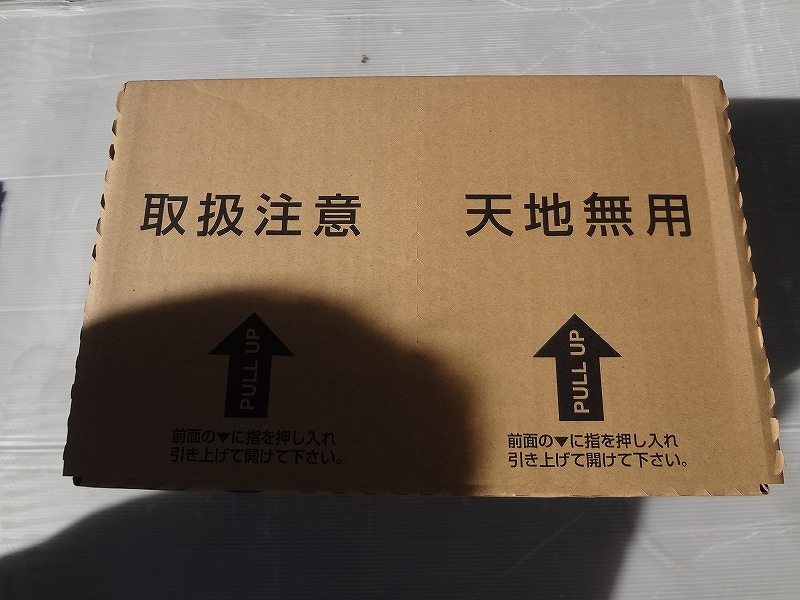 取扱注意
天地無用
PULL UP
PULL UP
前面の▼に指を押し入れ
引き上げて開けて下さい。
前面の▼に指を押し入れ
引き上げて開けて下さい。